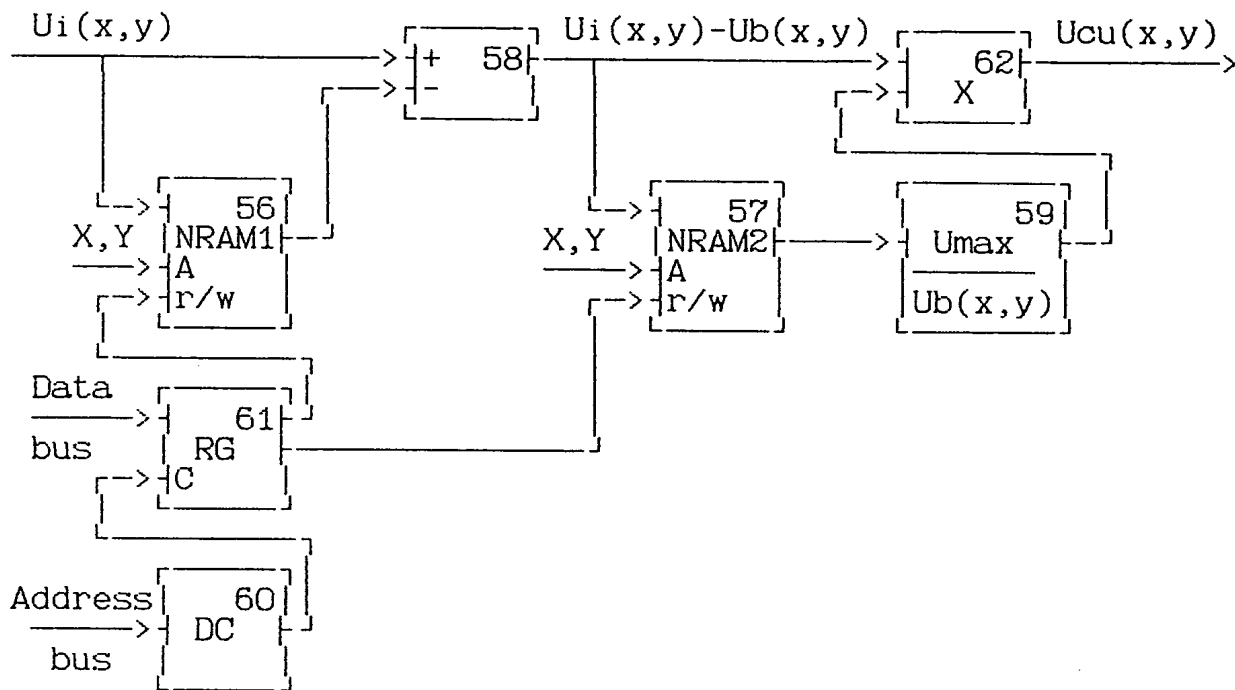 Ui(x,y)
+
-
58
Ui(x,y)-Ub(x,y)
62
X
Ucu(x,y)
56
NRAM1
X,Y
A
r/w
57
NRAM2
X,Y
A
r/w
59
Umax
Ub(x,y)
Data
bus
61
RG
C
Address
bus
60
DC